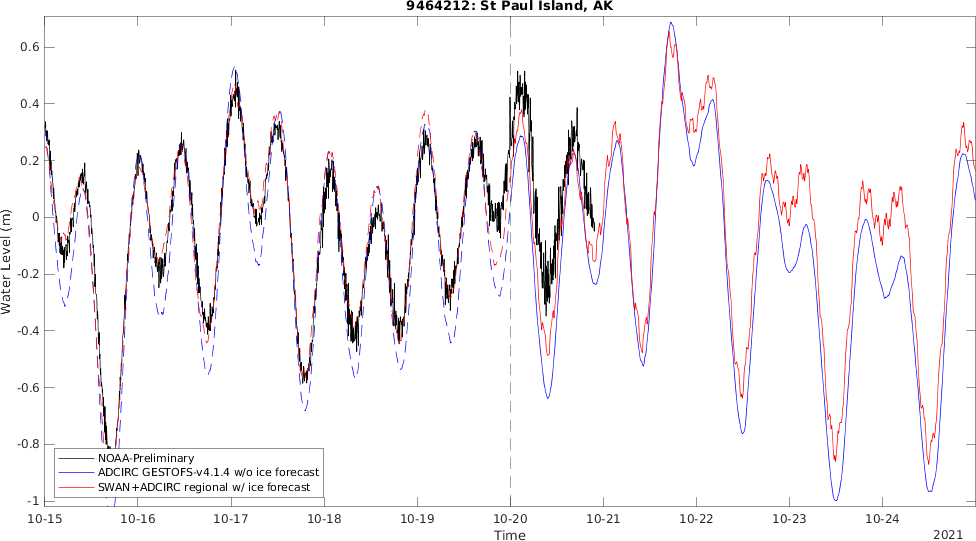 9464212: St Paul Island, AK
Water Level (m)
0.6
0.4
0.2
0
-0.2
-0.4
-0.6
-0.8
-1
NOAA-Preliminary
ADCIRC GESTOFS-v4.1.4 w/o ice forecast
SWAN+ADCIRC regional w/ ice forecast
10-15 10-16 10-17 10-18 10-19 10-20 10-21 10-22 10-23 10-24
Time
2021